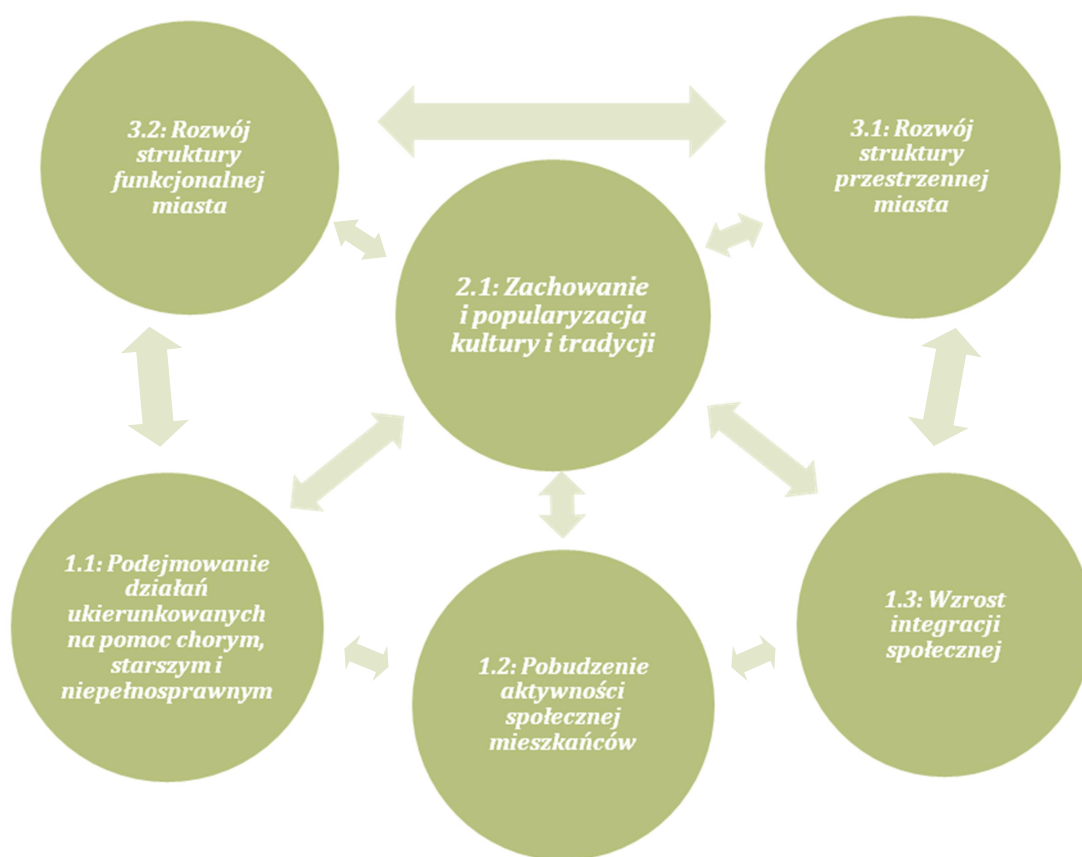 3.2: Rozwój
struktury
funkcjonalnej
miasta
3.1: Rozwój
struktury
przestrzennej
miasta
2.1: Zachowanie
i popularyzacja
kultury i tradycji
1.1: Podejmowanie
działań
ukierunkowanych
na pomoc chorym,
starszym i
niepełnosprawnym
1.2: Pobudzenie
aktywności
społecznej
mieszkańców
1.3: Wzrost
integracji
społecznej